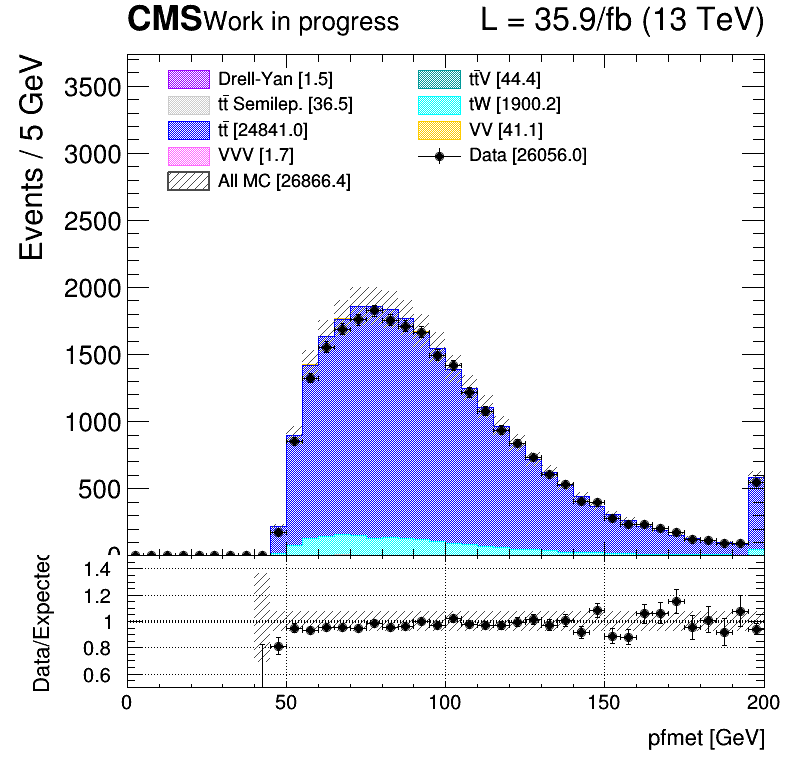 CMS Work in progress L = 35.9/fb (13 TeV)
Events / 5 GeV
3500
3000
2500
2000
1500
1000
500
0
Drell-Yan [1.5]
tt̄ Semilep. [36.5]
tt̄ [24841.0]
VVV [1.7]
All MC [26866.4]
tt̄V [44.4]
tW [1900.2]
VV [41.1]
Data [26056.0]
Data/Expected
1.4
1.2
1
0.8
0.6
0 50 100 150 200
pfmet [GeV]